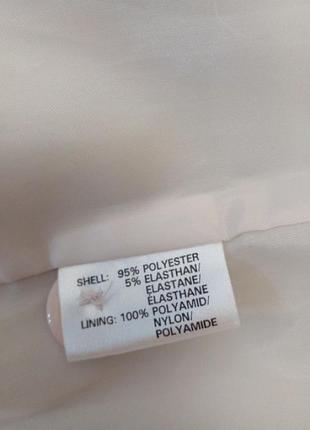 SHELL: 95% POLYESTER
5% ELASTHAN/
ELASTANE/
ÉLASTHANE
LINING: 100% POLYAMID/
NYLON/
POLYAMIDE